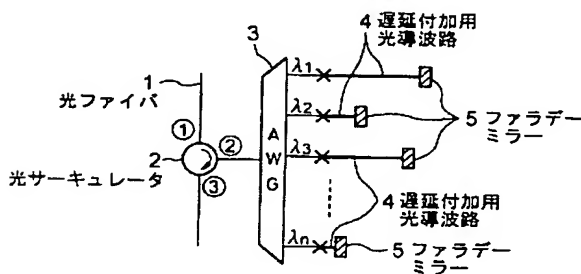 3
4 遅延付加用
光導波路
1
光ファイバ
λ1
λ2
①
2
②
5 ファラデー
ミラー
A
W
G
λ3
光サーキュレータ
③
4 遅延付加用
光導波路
λn
5 ファラデー
ミラー